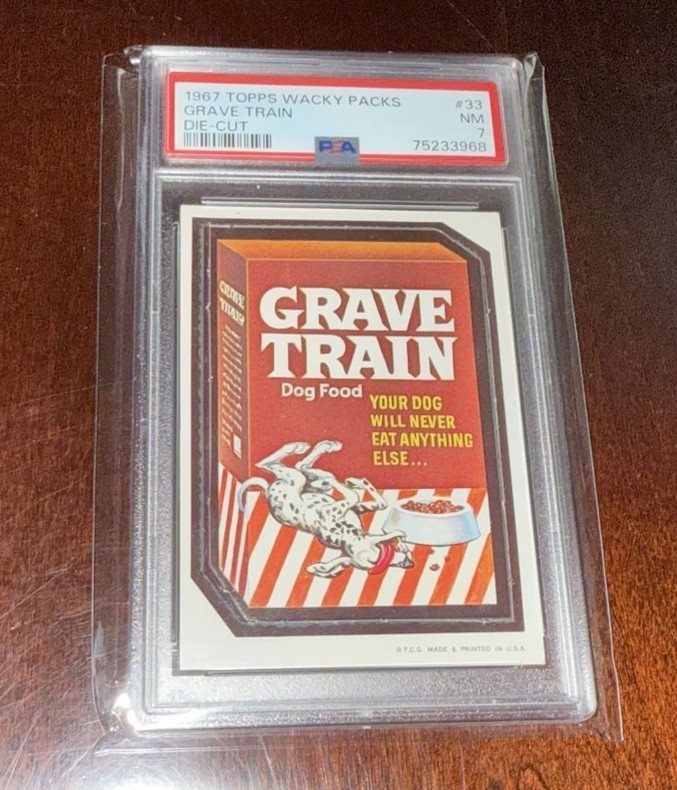 1967 TOPPS WACKY PACKS #33
GRAVE TRAIN NM
DIE-CUT 7
PSA 75233968
GRAVE
TRAIN
GRAVE
TRAIN
Dog Food
YOUR DOG
WILL NEVER
EAT ANYTHING
ELSE...
© T.C.G. MADE & PRINTED IN U.S.A.